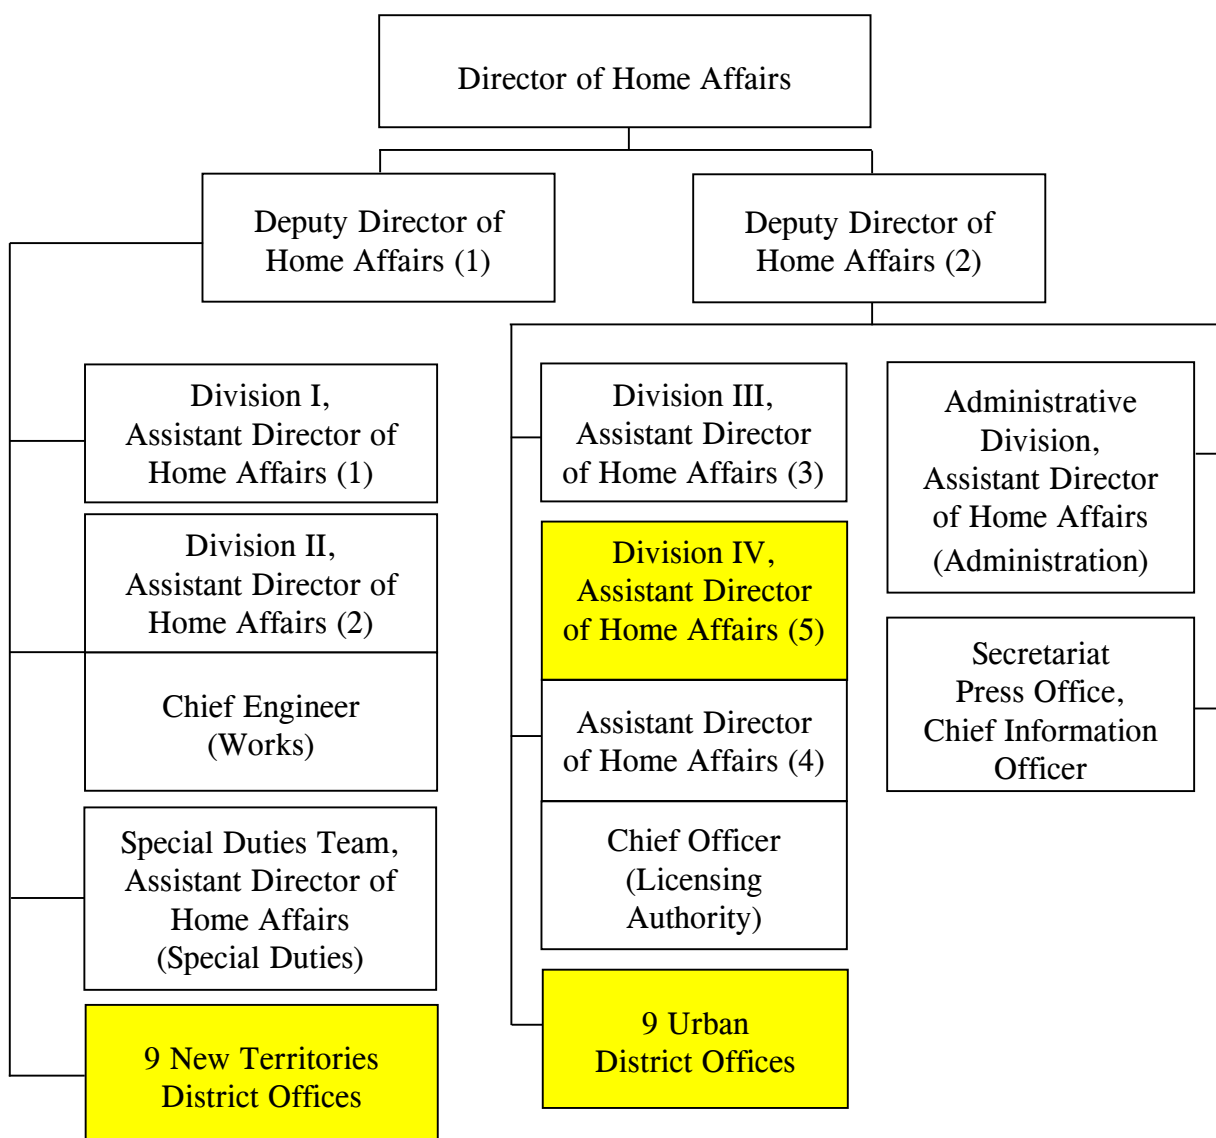 Director of Home Affairs
Deputy Director of
Home Affairs (1)
Deputy Director of
Home Affairs (2)
Division I,
Assistant Director of
Home Affairs (1)
Division II,
Assistant Director of
Home Affairs (2)
Chief Engineer
(Works)
Special Duties Team,
Assistant Director of
Home Affairs
(Special Duties)
9 New Territories
District Offices
Division III,
Assistant Director
of Home Affairs (3)
Division IV,
Assistant Director
of Home Affairs (5)
Assistant Director
of Home Affairs (4)
Chief Officer
(Licensing
Authority)
9 Urban
District Offices
Administrative
Division,
Assistant Director
of Home Affairs
(Administration)
Secretariat
Press Office,
Chief Information
Officer